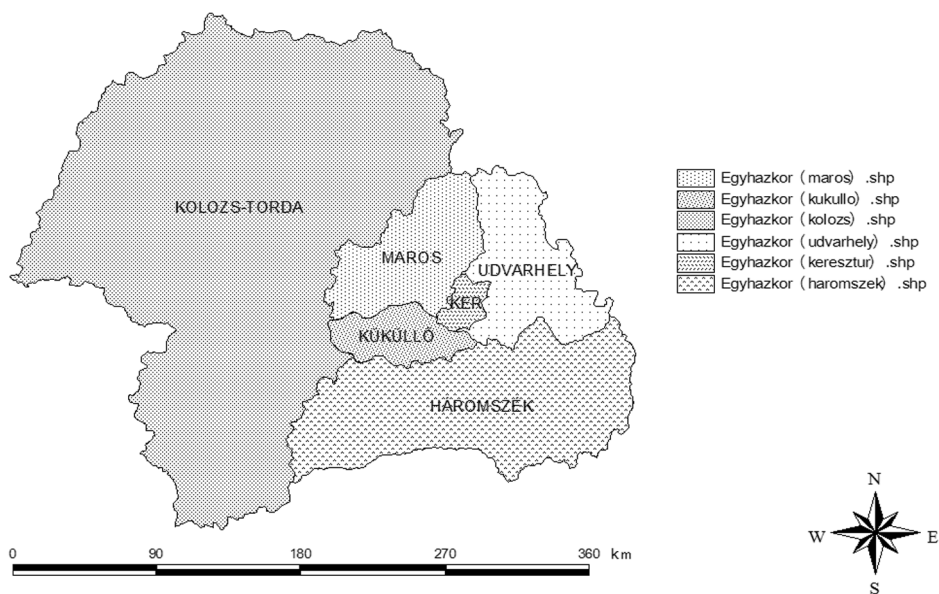 KOLOZS-TORDA
MAROS
UDVARHELY
KER
KÜKÜLLŐ
HÁROMSZÉK
Egyhazkor (maros) .shp
Egyhazkor (kukullo) .shp
Egyhazkor (kolozs) .shp
Egyhazkor (udvarhely) .shp
Egyhazkor (keresztur) .shp
Egyhazkor (haromszek) .shp
0 90 180 270 360 km
N
W E
S